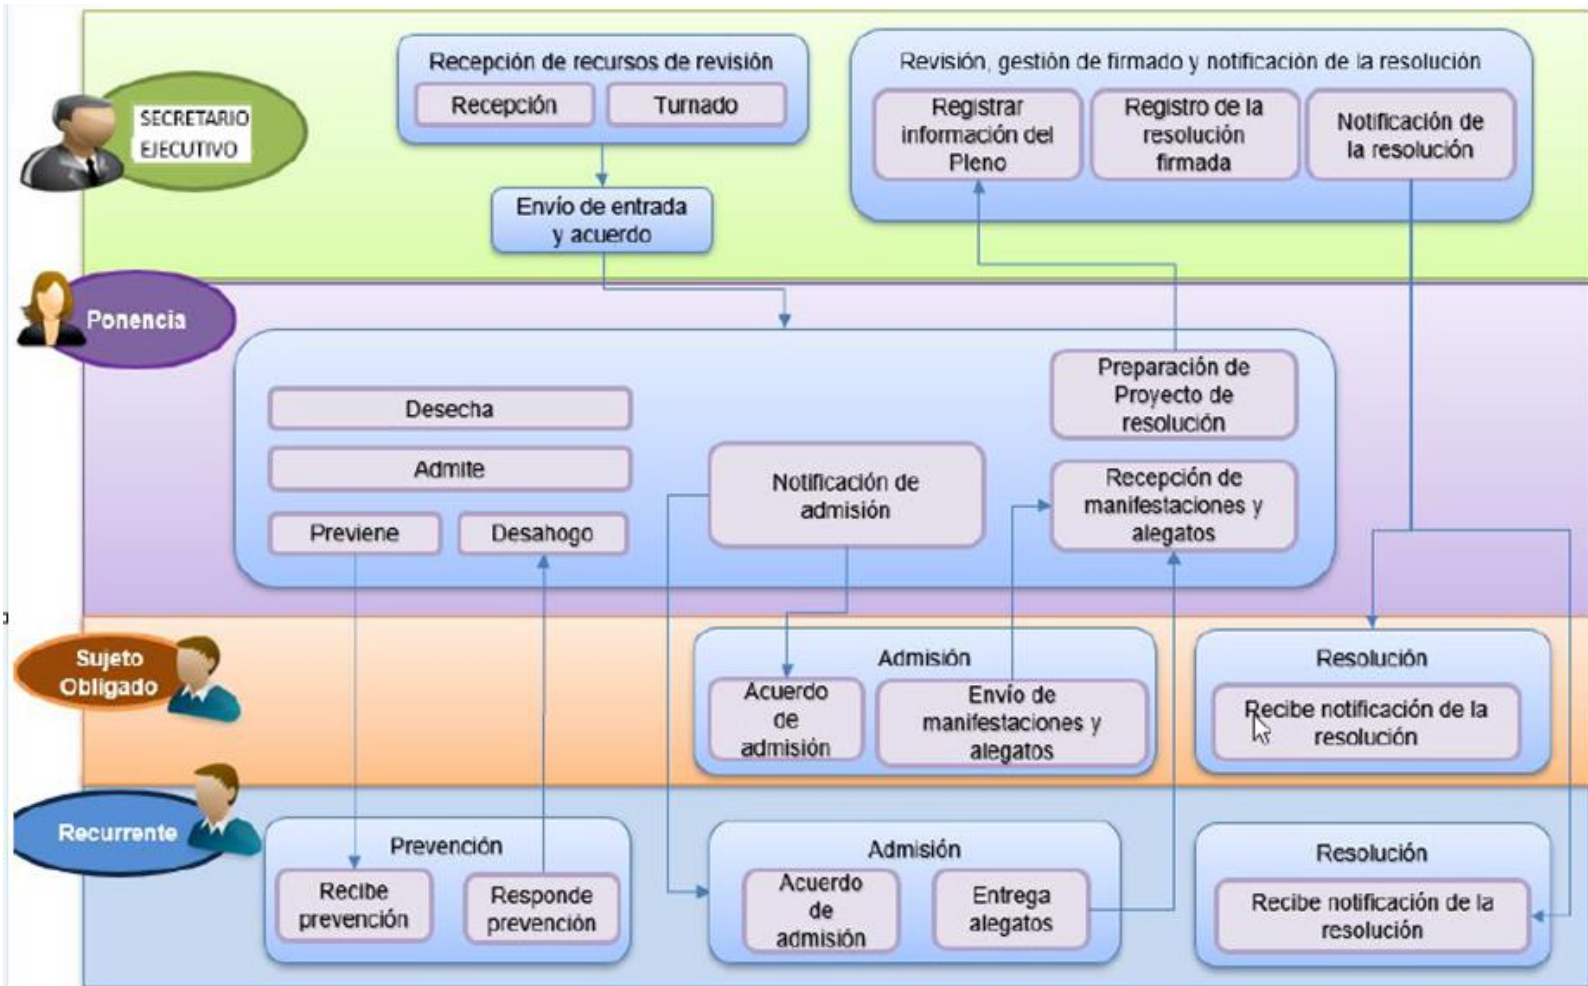 SECRETARIO
EJECUTIVO
Recepción de recursos de revisión
Recepción
Turnado
Envío de entrada
y acuerdo
Revisión, gestión de firmado y notificación de la resolución
Registrar
información del
Pleno
Registro de la
resolución
firmada
Notificación de
la resolución
Ponencia
Desecha
Admite
Previene
Desahogo
Notificación de
admisión
Preparación de
Proyecto de
resolución
Recepción de
manifestaciones y
alegatos
Sujeto
Obligado
Admisión
Acuerdo
de
admisión
Envío de
manifestaciones y
alegatos
Resolución
Recibe notificación de la
resolución
Recurrente
Prevención
Recibe
prevención
Responde
prevención
Admisión
Acuerdo
de
admisión
Entrega
alegatos
Resolución
Recibe notificación de la
resolución